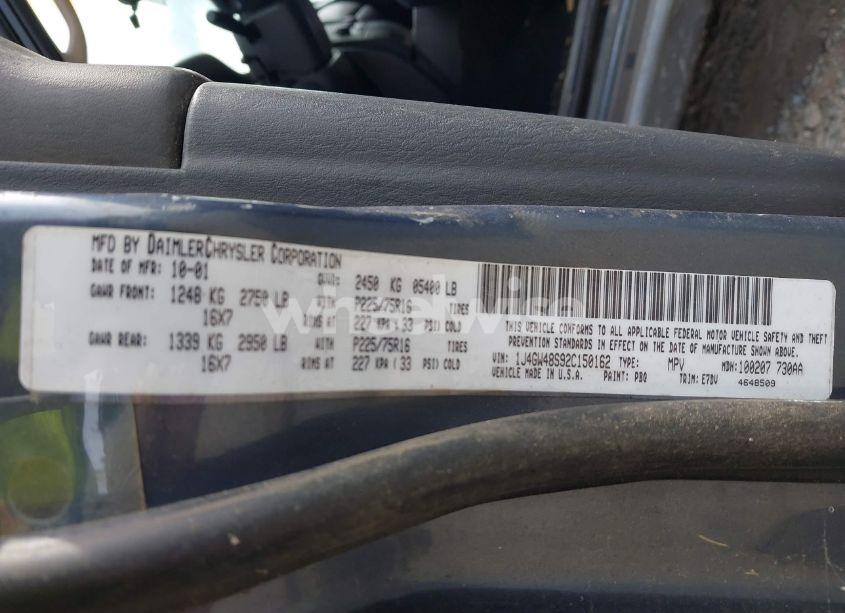 MFD BY DAIMLERCHRYSLER CORPORATION
DATE OF MFR: 10-01 GVWR: 2450 KG 05400 LB
GAWR FRONT: 1248 KG 2750 LB WITH P225/75R16 TIRES
16X7 RIMS AT 227 KPA ( 33 PSI) COLD
GAWR REAR: 1339 KG 2950 LB WITH P225/75R16 TIRES
16X7 RIMS AT 227 KPA ( 33 PSI) COLD
THIS VEHICLE CONFORMS TO ALL APPLICABLE FEDERAL MOTOR VEHICLE SAFETY AND THEFT
PREVENTION STANDARDS IN EFFECT ON THE DATE OF MANUFACTURE SHOWN ABOVE.
VIN: 1J4GW48S92C150162 TYPE: MPV MDH: 100207 730AA
VEHICLE MADE IN U.S.A. PAINT: PBQ TRIM: E7DV 4648509
wheelwise